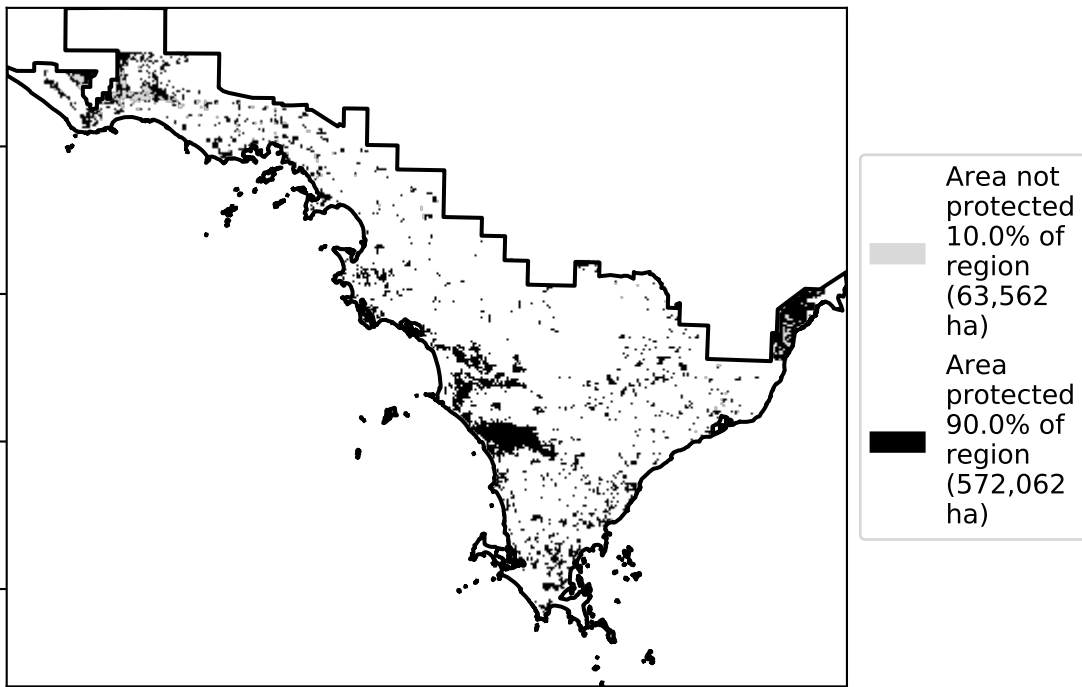 Area not
protected
10.0% of
region
(63,562
ha)
Area
protected
90.0% of
region
(572,062
ha)